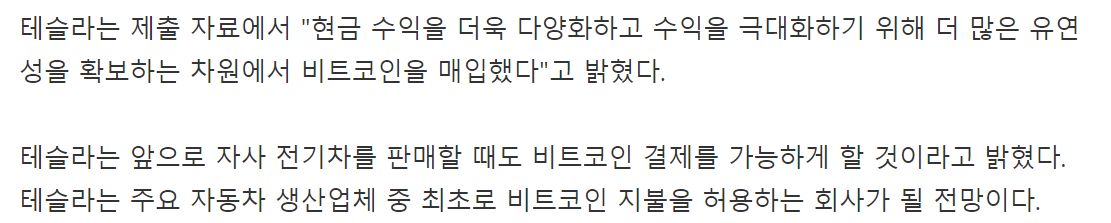 테슬라는 제출 자료에서 "현금 수익을 더욱 다양화하고 수익을 극대화하기 위해 더 많은 유연
성을 확보하는 차원에서 비트코인을 매입했다"고 밝혔다.
테슬라는 앞으로 자사 전기차를 판매할 때도 비트코인 결제를 가능하게 할 것이라고 밝혔다.
테슬라는 주요 자동차 생산업체 중 최초로 비트코인 지불을 허용하는 회사가 될 전망이다.